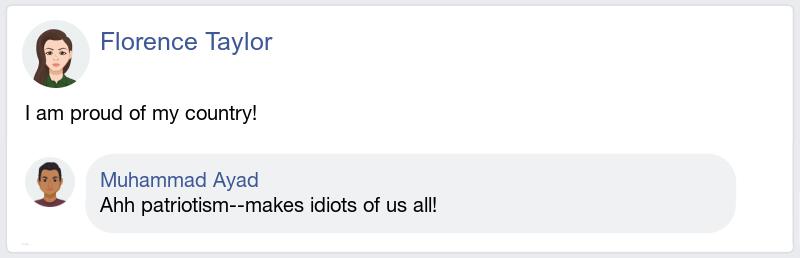 Florence Taylor
I am proud of my country!
Muhammad Ayad
Ahh patriotism--makes idiots of us all!